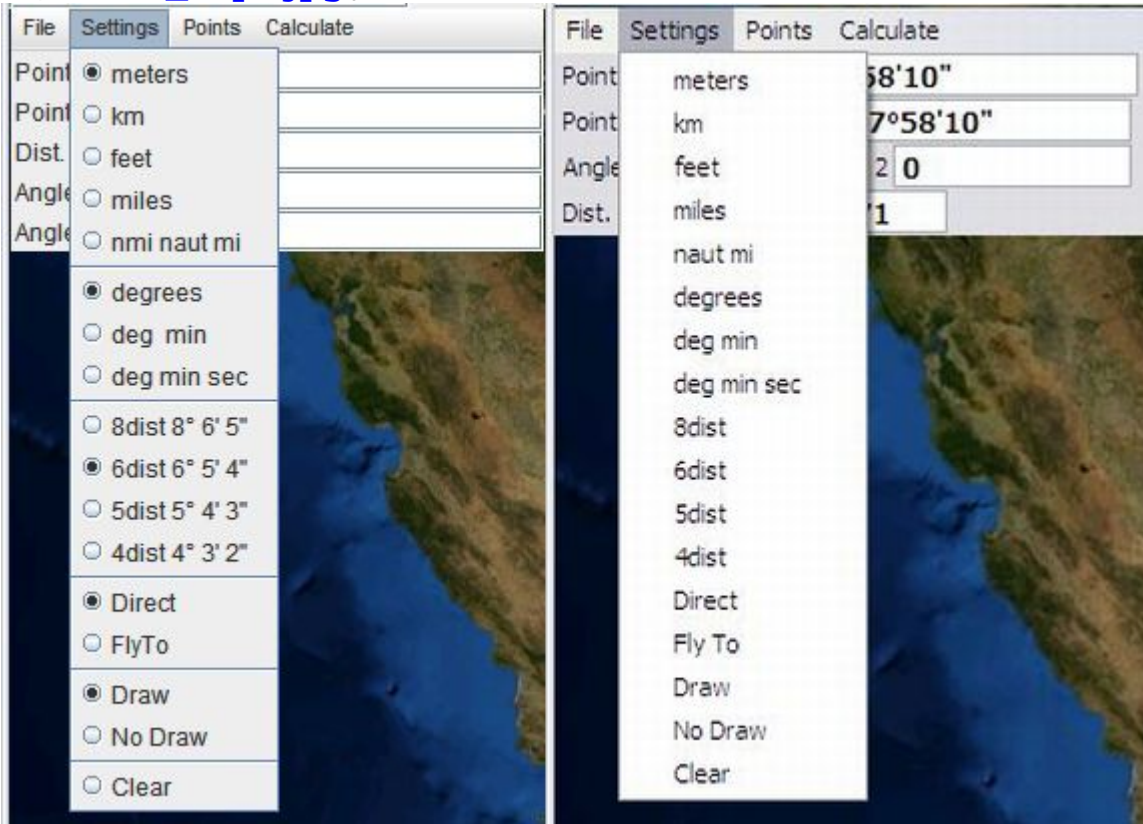 File Settings Points Calculate
Point
Point
Dist.
Angle
Angle
meters
km
feet
miles
nmi naut mi
degrees
deg min
deg min sec
8dist 8° 6' 5"
6dist 6° 5' 4"
5dist 5° 4' 3"
4dist 4° 3' 2"
Direct
FlyTo
Draw
No Draw
Clear
File Settings Points Calculate
Point 58'10"
Point 7°58'10"
Angle 2 0
Dist. 1
meters
km
feet
miles
naut mi
degrees
deg min
deg min sec
8dist
6dist
5dist
4dist
Direct
Fly To
Draw
No Draw
Clear